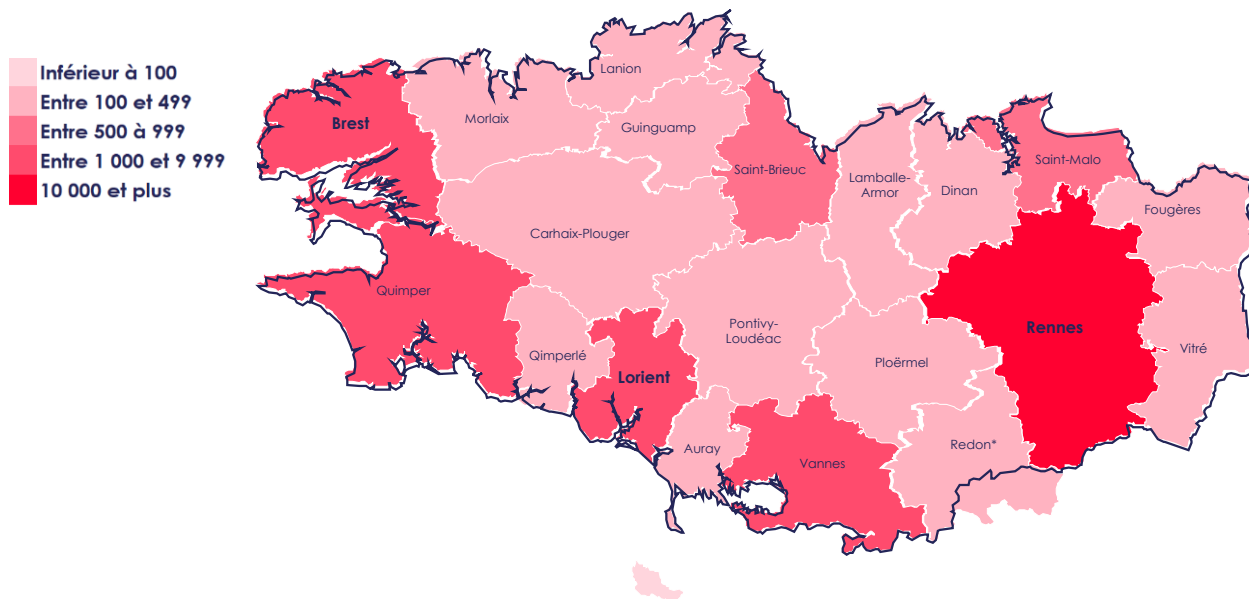 Inférieur à 100
Entre 100 et 499
Entre 500 à 999
Entre 1 000 et 9 999
10 000 et plus
Lanion
Morlaix
Brest
Guinguamp
Saint-Brieuc
Lamballe-
Armor
Dinan
Saint-Malo
Fougères
Carhaix-Plouger
Quimper
Pontivy-
Loudéac
Rennes
Qimperlé
Lorient
Ploërmel
Vitré
Auray
Vannes
Redon*